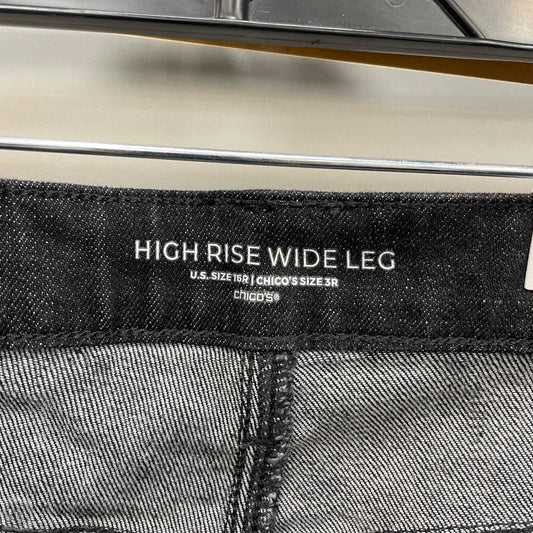 HIGH RISE WIDE LEG
U.S. SIZE 16R | CHICO'S SIZE 3R
chico's®